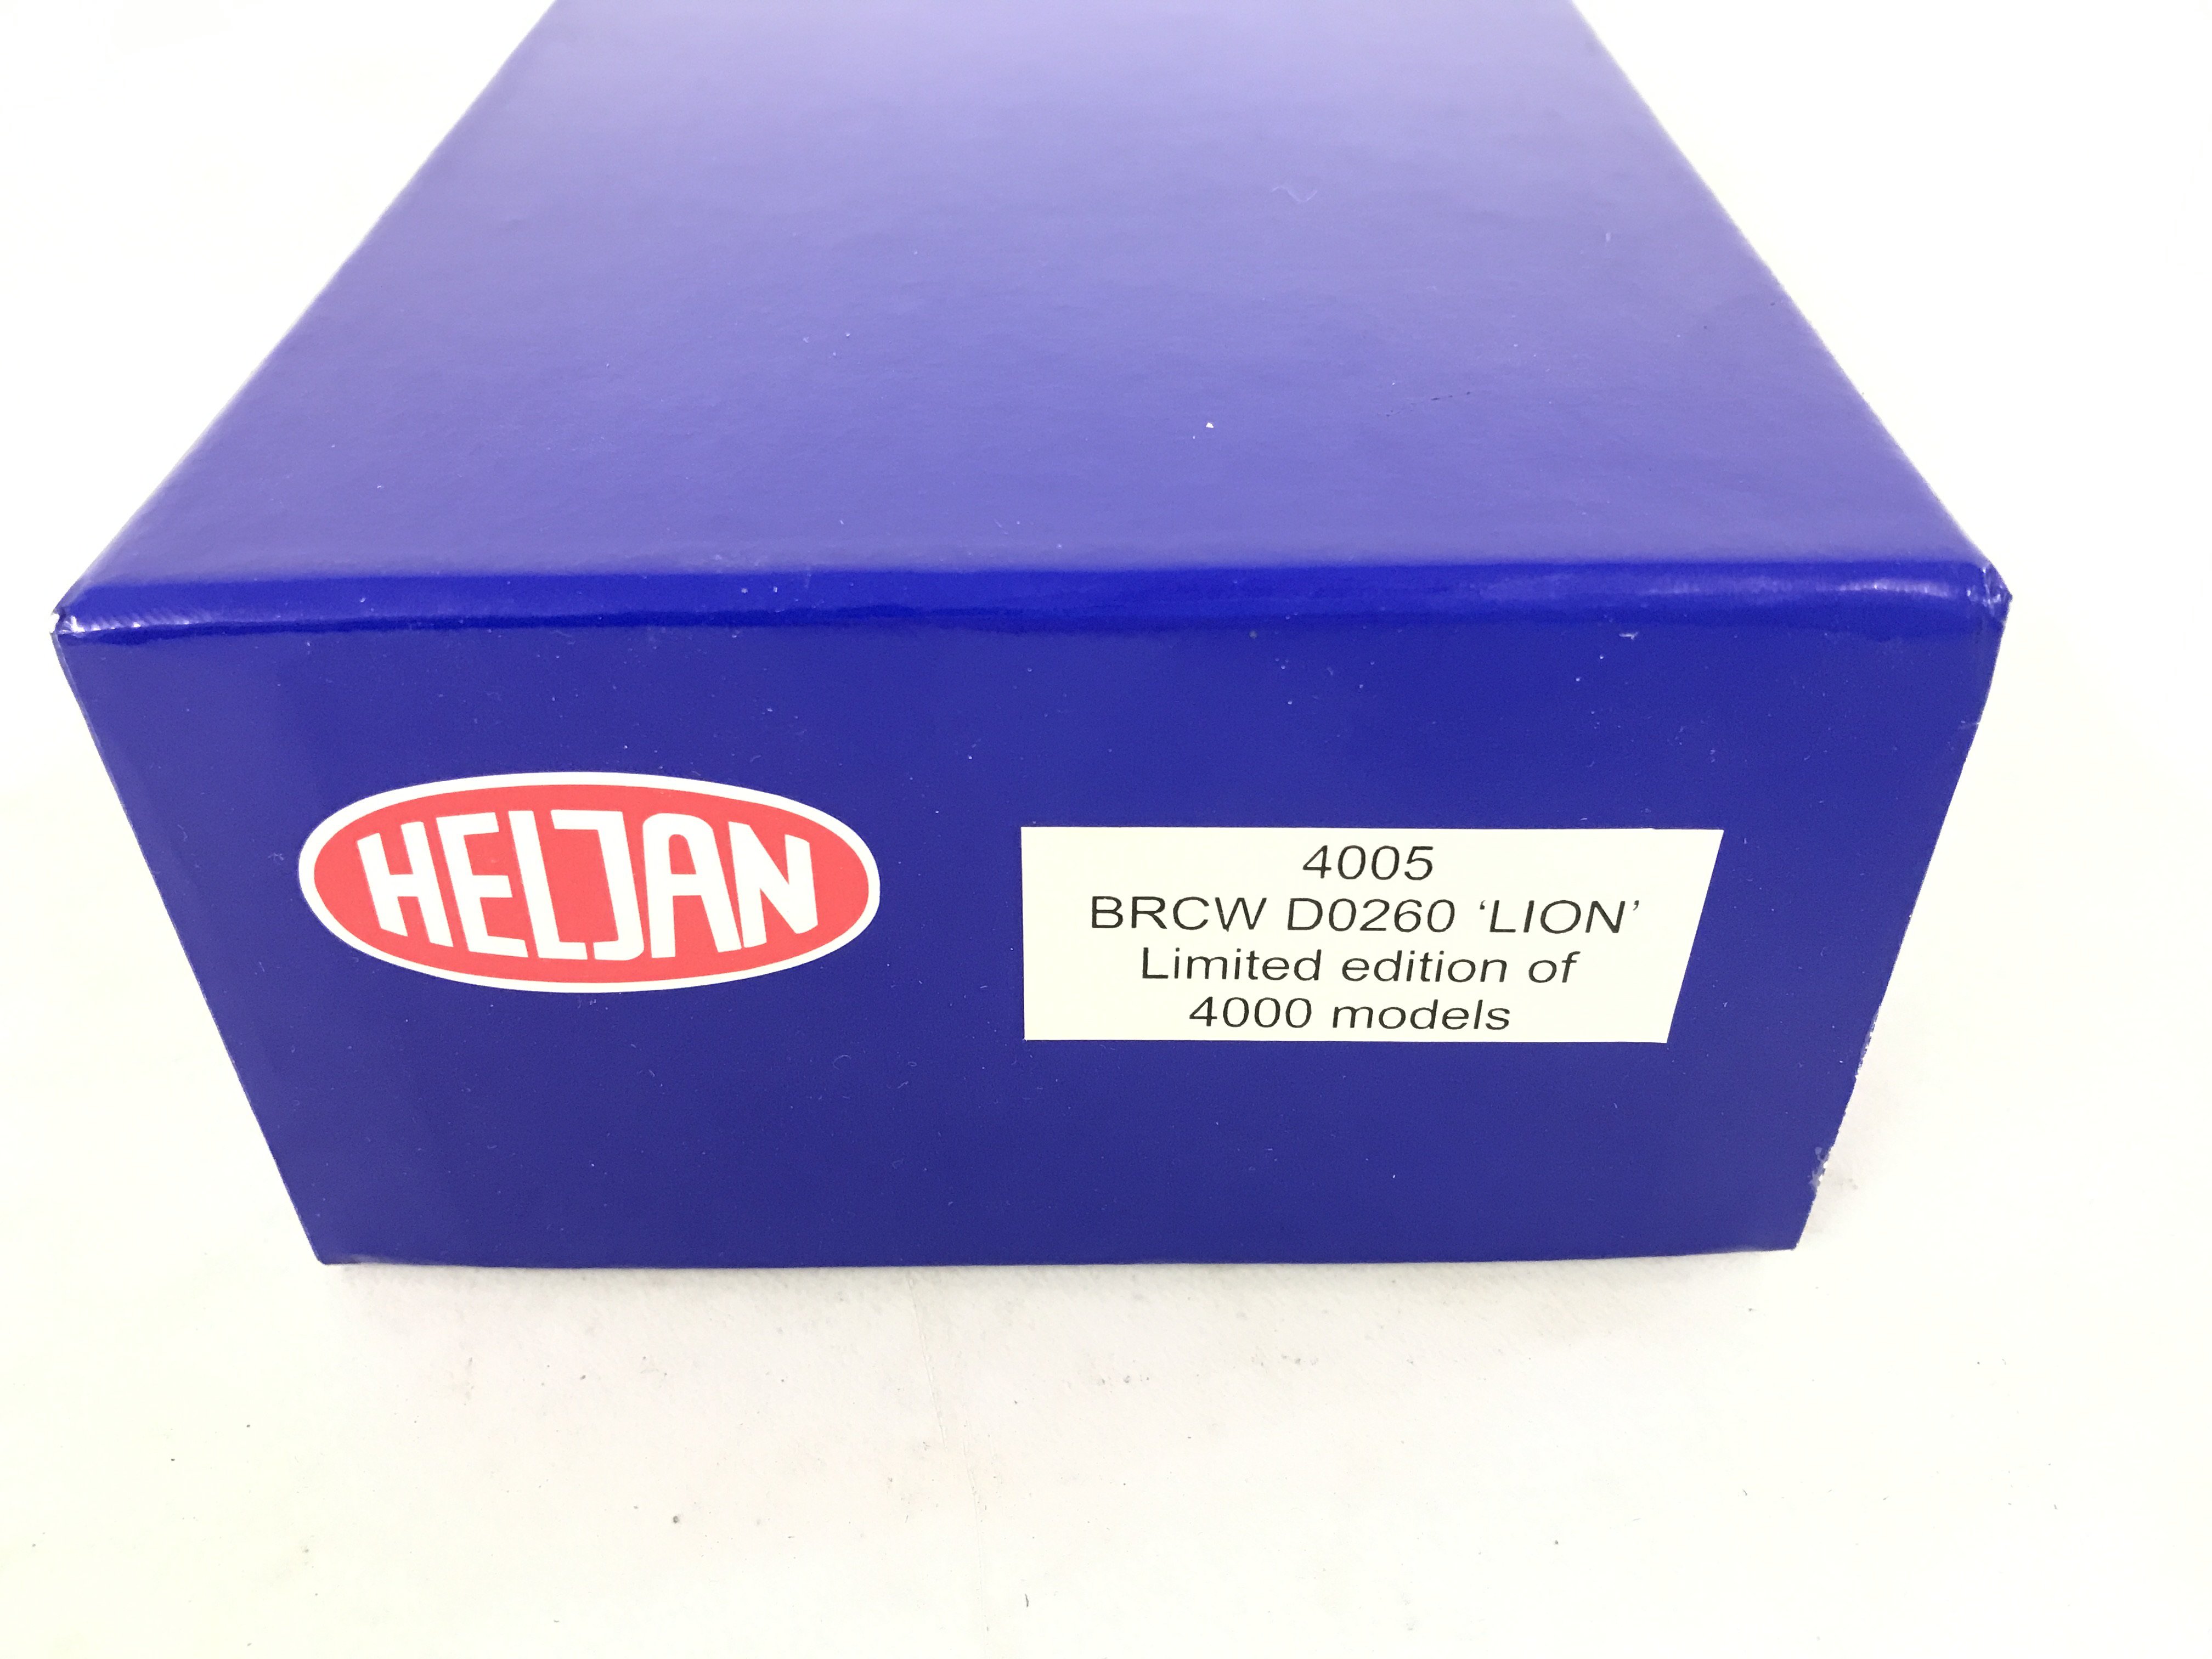 HELJAN
4005
BRCW D0260 ‘LION’
Limited edition of
4000 models